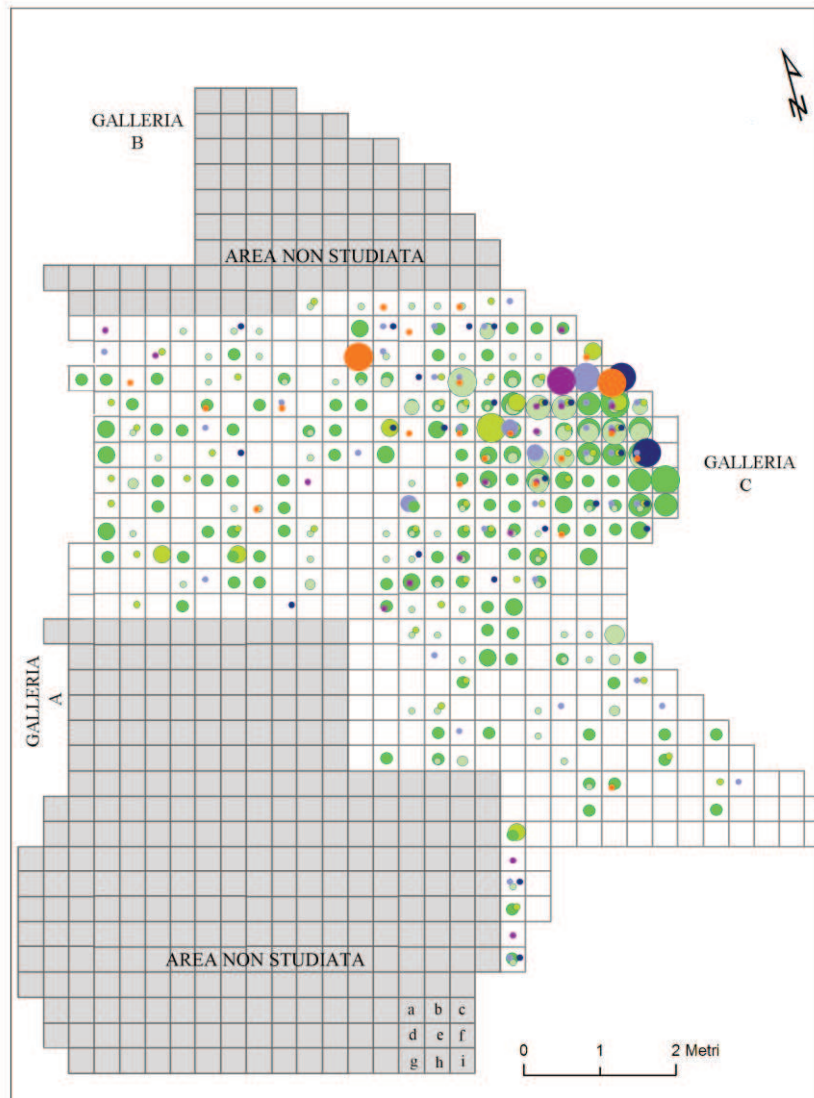 GALLERIA
B
AREA NON STUDIATA
GALLERIA
C
GALLERIA
A
AREA NON STUDIATA
a b c
d e f
g h i
0 1 2 Metri
N